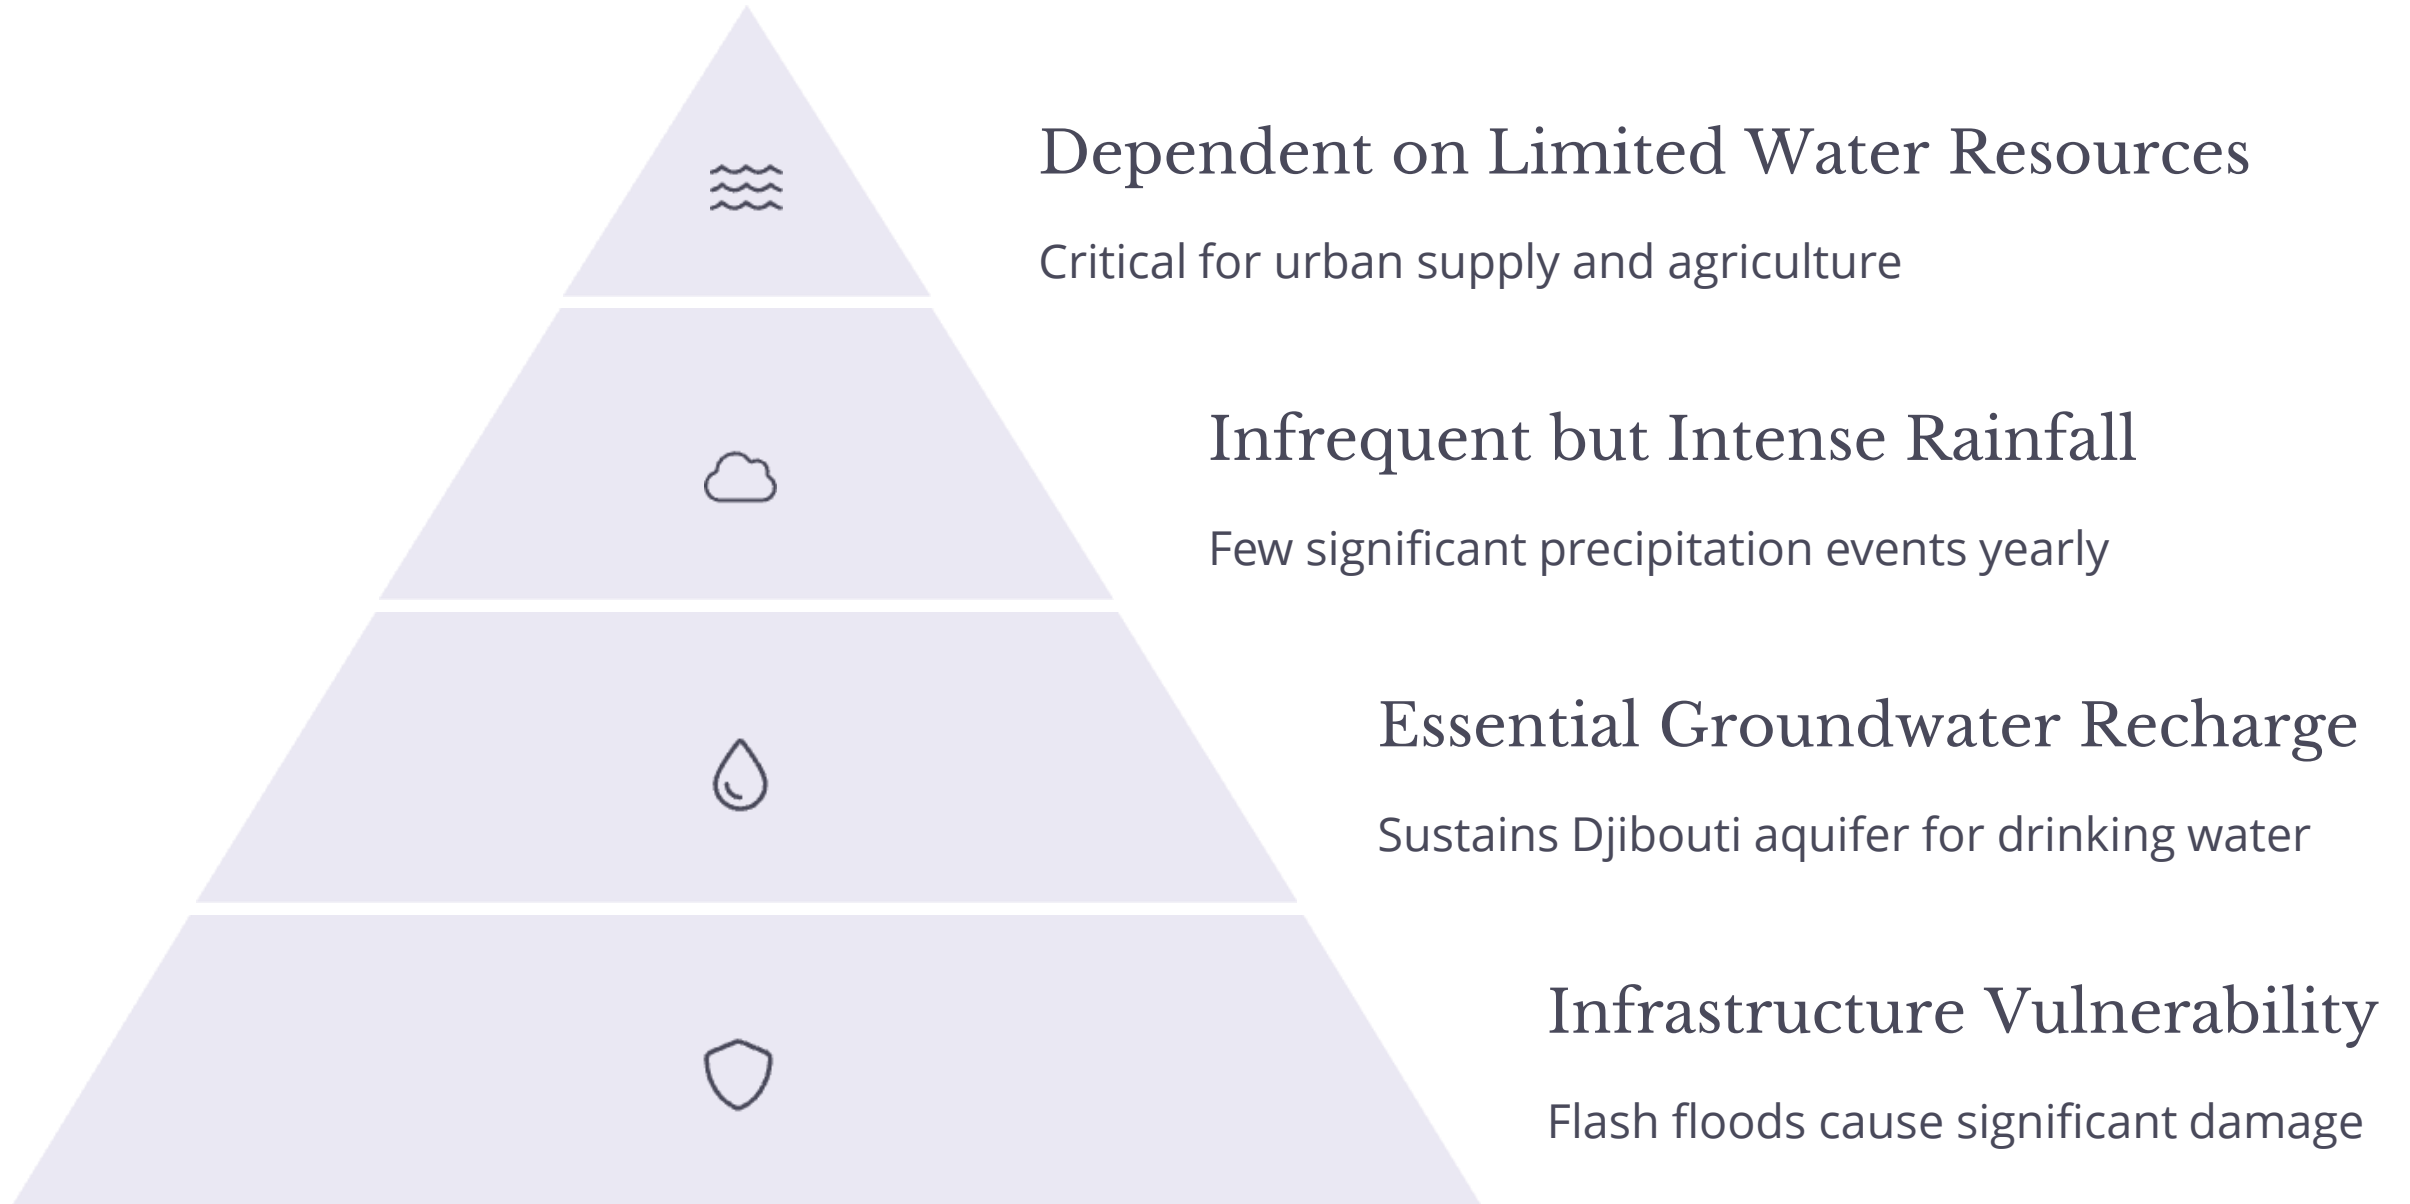 Dependent on Limited Water Resources
Critical for urban supply and agriculture
Infrequent but Intense Rainfall
Few significant precipitation events yearly
Essential Groundwater Recharge
Sustains Djibouti aquifer for drinking water
Infrastructure Vulnerability
Flash floods cause significant damage